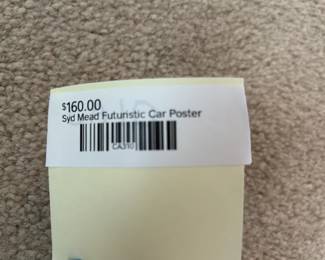 $160.00
Syd Mead Futuristic Car Poster
CA310